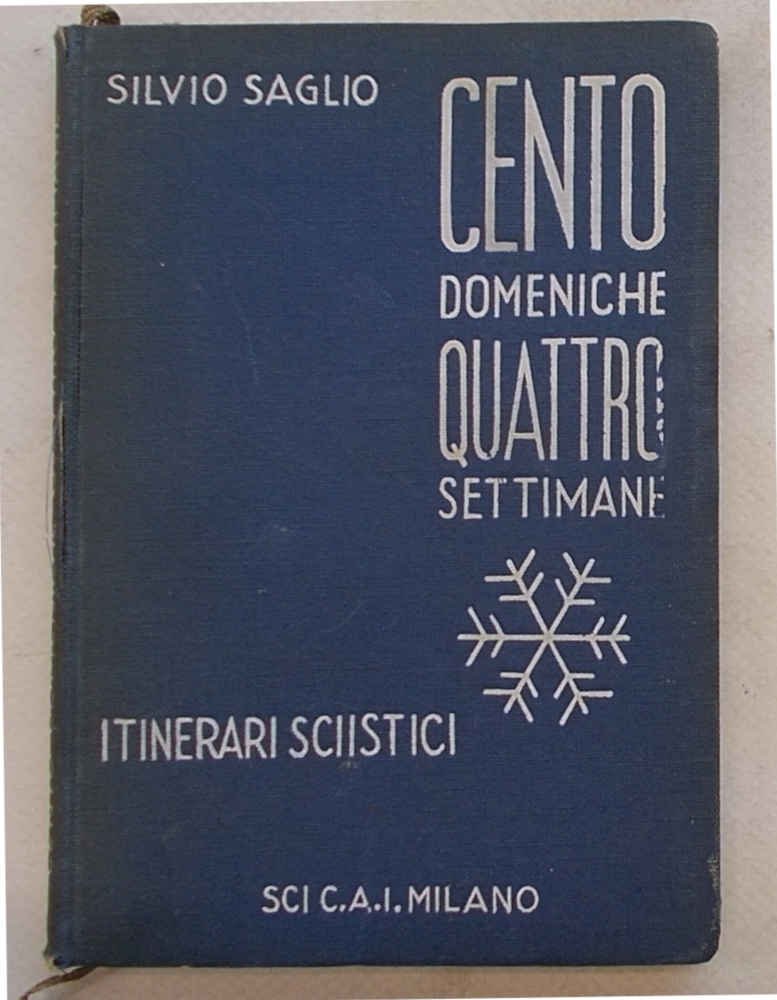 SILVIO SAGLIO
CENTO
DOMENICHE
QUATTRO
SETTIMANE
ITINERARI SCIISTICI
SCI C.A.I. MILANO